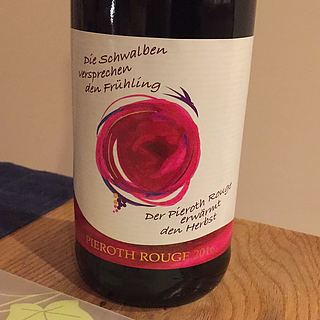 Die Schwalben
versprechen
den Frühling
Der Pieroth Rouge
erwärmt
den Herbst
PIEROTH ROUGE 2016